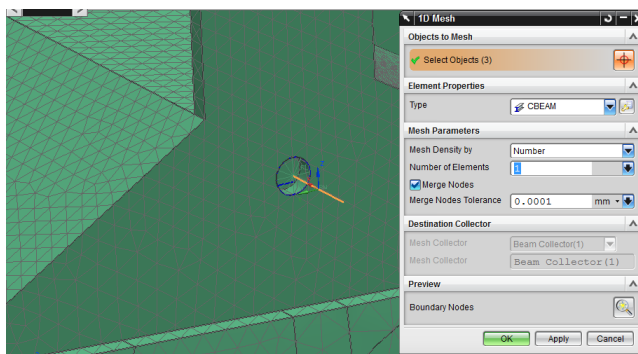 1D Mesh
Objects to Mesh
Select Objects (3)
Element Properties
Type CBEAM
Mesh Parameters
Mesh Density by Number
Number of Elements 1
Merge Nodes
Merge Nodes Tolerance 0.0001 mm
Destination Collector
Mesh Collector Beam Collector(1)
Mesh Collector Beam Collector(1)
Preview
Boundary Nodes
OK Apply Cancel